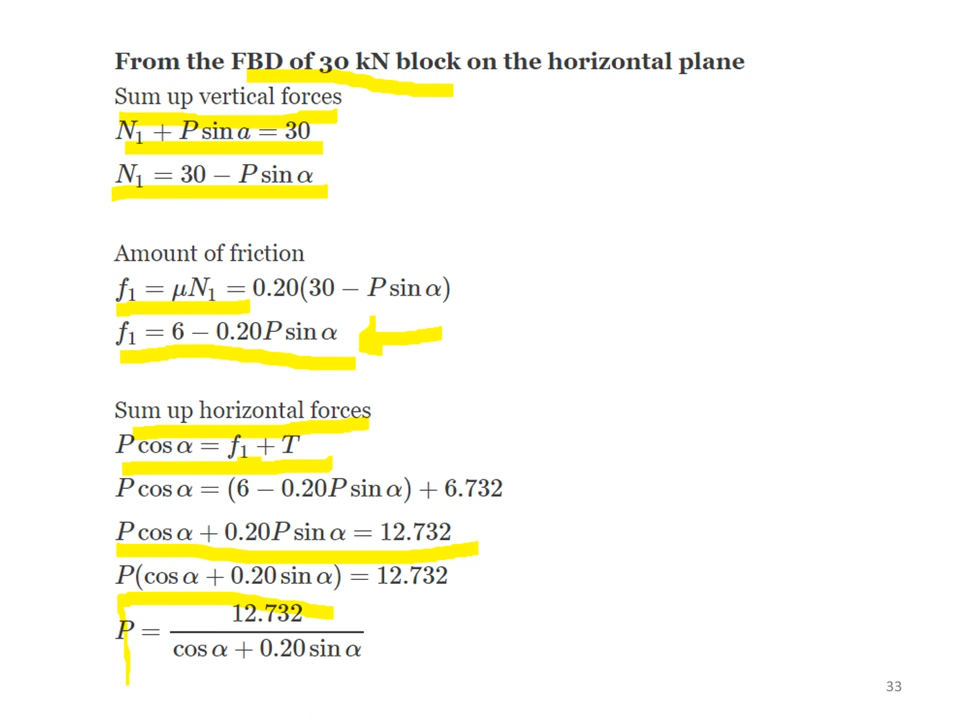 From the FBD of 30 kN block on the horizontal plane
Sum up vertical forces
N₁ + P sin a = 30
N₁ = 30 − P sin α
Amount of friction
f₁ = μN₁ = 0.20(30 − P sin α)
f₁ = 6 − 0.20P sin α
Sum up horizontal forces
P cos α = f₁ + T
P cos α = (6 − 0.20P sin α) + 6.732
P cos α + 0.20P sin α = 12.732
P(cos α + 0.20 sin α) = 12.732
P = 12.732 / (cos α + 0.20 sin α)
33